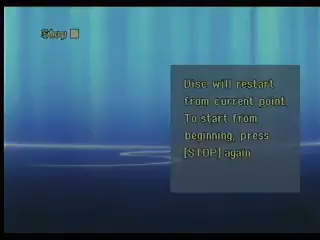 Stop
Disc will restart
from current point.
To start from
beginning, press
[STOP] again